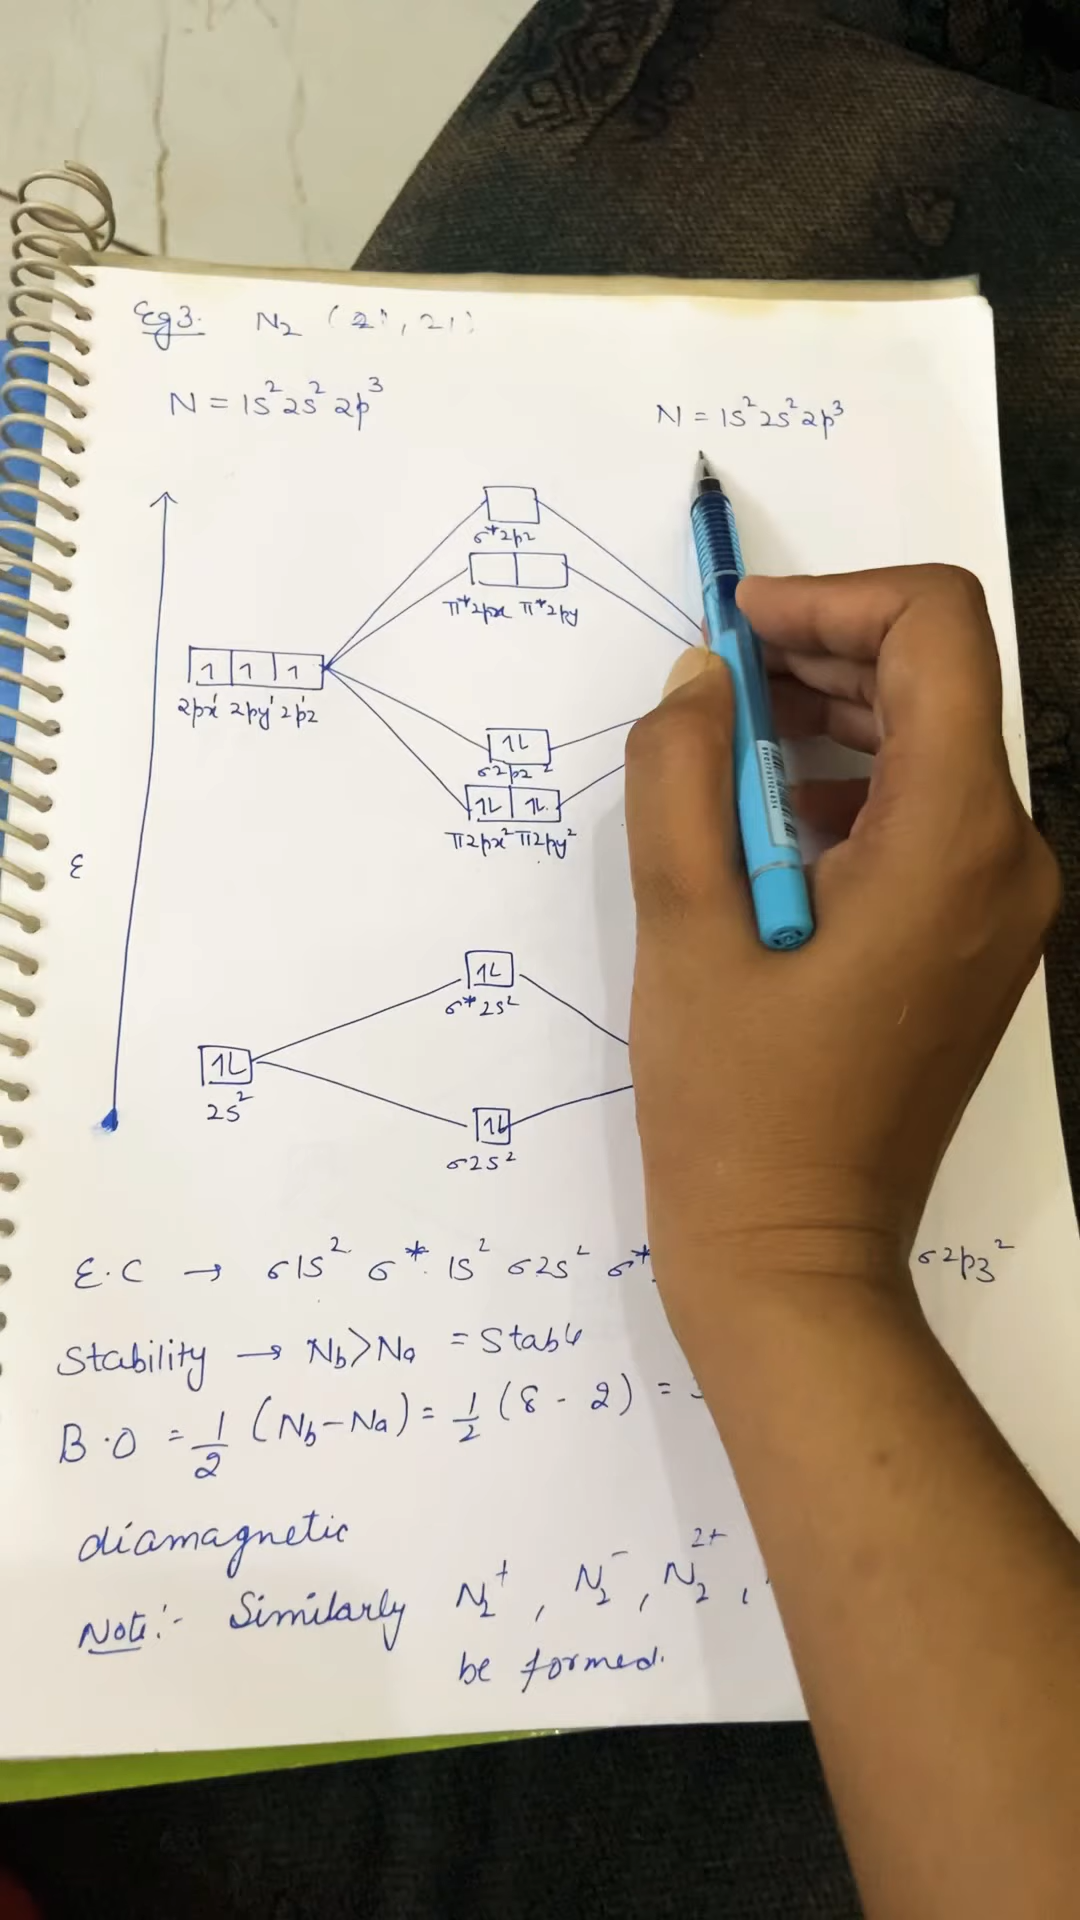 Eg3. N₂ (21, 21)
N = 1s² 2s² 2p³
N = 1s² 2s² 2p³
σ*2pz
π*2px π*2py
1 1 1
2px¹ 2py¹ 2pz¹
1L
σ2pz²
1L 1L
π2px² π2py²
ε
1L
σ*2s²
1L
2s²
1L
σ2s²
E.C → σ1s² σ* 1s² σ2s² σ* σ2pz²
Stability → Nb>Na = Stable
B.O = 1/2 (Nb-Na) = 1/2 (8 - 2) =
diamagnetic
Note:- Similarly N₂⁺, N₂⁻, N₂²⁺,
be formed.